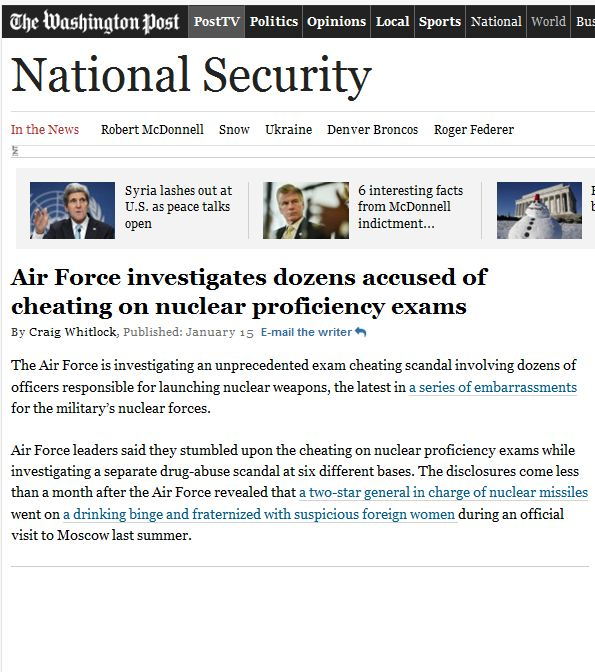 The Washington Post
PostTV
Politics
Opinions
Local
Sports
National
World
Bus
National Security
In the News
Robert McDonnell
Snow
Ukraine
Denver Broncos
Roger Federer
Syria lashes out at
U.S. as peace talks
open
6 interesting facts
from McDonnell
indictment...
Air Force investigates dozens accused of
cheating on nuclear proficiency exams
By Craig Whitlock, Published: January 15 E-mail the writer
The Air Force is investigating an unprecedented exam cheating scandal involving dozens of
officers responsible for launching nuclear weapons, the latest in a series of embarrassments
for the military’s nuclear forces.
Air Force leaders said they stumbled upon the cheating on nuclear proficiency exams while
investigating a separate drug-abuse scandal at six different bases. The disclosures come less
than a month after the Air Force revealed that a two-star general in charge of nuclear missiles
went on a drinking binge and fraternized with suspicious foreign women during an official
visit to Moscow last summer.